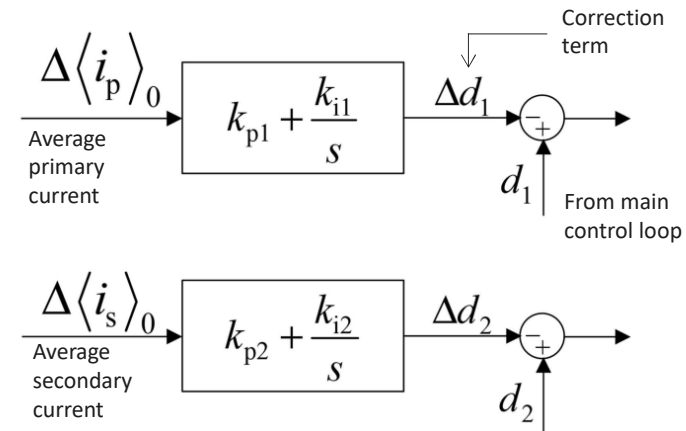 Correction
term
Δ⟨i_p⟩_0
k_p1 + k_i1/s
Δd_1
-
+
Average
primary
current
d_1
From main
control loop
Δ⟨i_s⟩_0
k_p2 + k_i2/s
Δd_2
-
+
Average
secondary
current
d_2